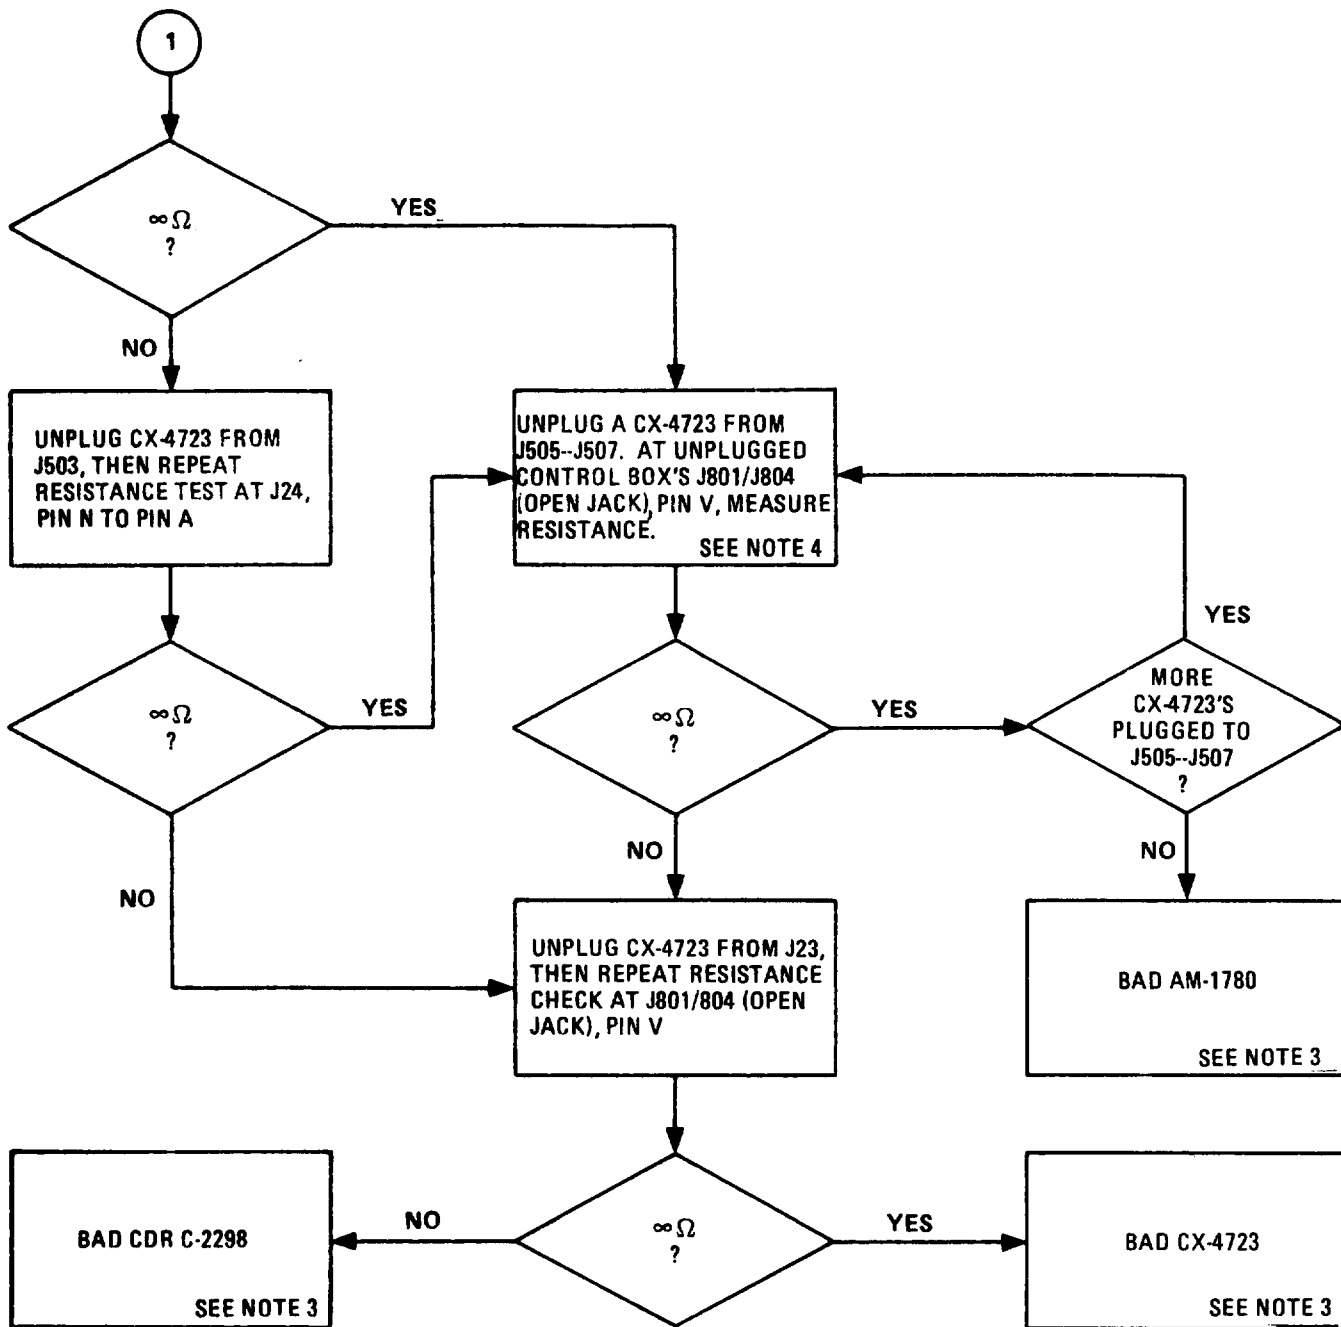 1
∞ Ω
?
YES
NO
UNPLUG CX-4723 FROM
J503, THEN REPEAT
RESISTANCE TEST AT J24,
PIN N TO PIN A
UNPLUG A CX-4723 FROM
J505--J507. AT UNPLUGGED
CONTROL BOX'S J801/J804
(OPEN JACK), PIN V, MEASURE
RESISTANCE.
SEE NOTE 4
∞ Ω
?
YES
NO
∞ Ω
?
YES
NO
MORE
CX-4723'S
PLUGGED TO
J505--J507
?
YES
NO
UNPLUG CX-4723 FROM J23,
THEN REPEAT RESISTANCE
CHECK AT J801/804 (OPEN
JACK), PIN V
BAD AM-1780
SEE NOTE 3
∞ Ω
?
NO
YES
BAD CDR C-2298
SEE NOTE 3
BAD CX-4723
SEE NOTE 3